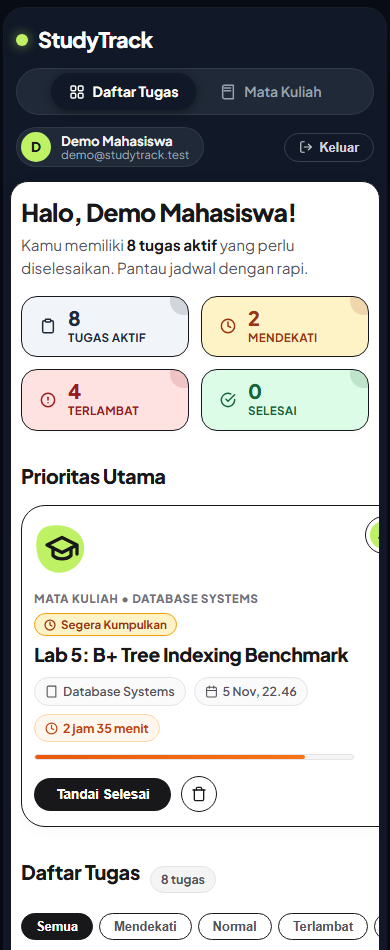 StudyTrack
Daftar Tugas
Mata Kuliah
D
Demo Mahasiswa
demo@studytrack.test
Keluar
Halo, Demo Mahasiswa!
Kamu memiliki 8 tugas aktif yang perlu
diselesaikan. Pantau jadwal dengan rapi.
8
TUGAS AKTIF
2
MENDEKATI
4
TERLAMBAT
0
SELESAI
Prioritas Utama
MATA KULIAH ● DATABASE SYSTEMS
Segera Kumpulkan
Lab 5: B+ Tree Indexing Benchmark
Database Systems
5 Nov, 22.46
2 jam 35 menit
Tandai Selesai
Daftar Tugas
8 tugas
Semua
Mendekati
Normal
Terlambat